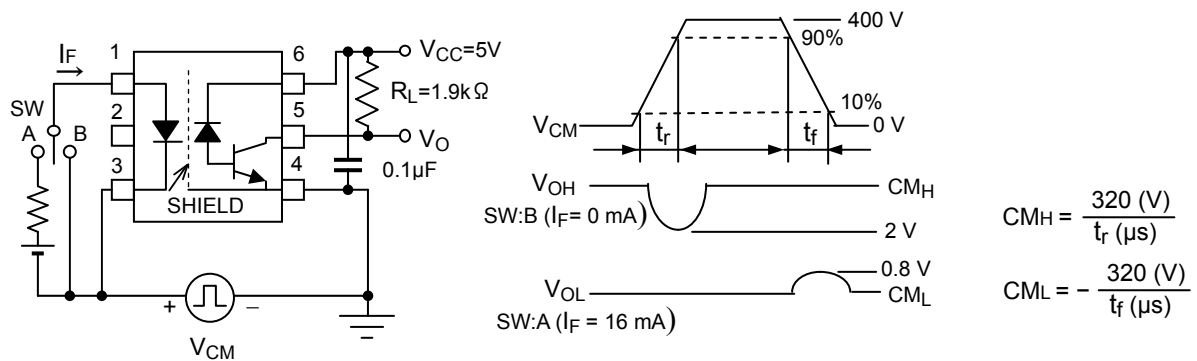 IF
1
6
VCC=5V
SW
A
B
2
5
RL=1.9kΩ
VO
3
4
0.1μF
SHIELD
+
−
VCM
400 V
90%
10%
VCM
tr
tf
0 V
VOH
CMH
SW:B (IF= 0 mA)
2 V
0.8 V
VOL
CML
SW:A (IF = 16 mA)
CMH = 320 (V) / tr (μs)
CML = − 320 (V) / tf (μs)